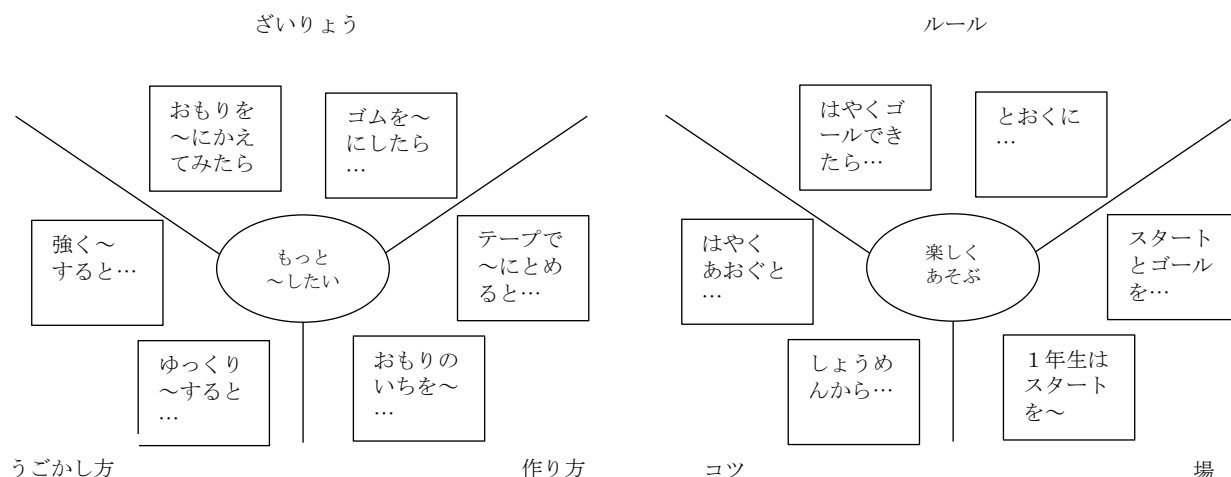 ざいりょう
おもりを
～にかえ
てみたら
ゴムを～
にしたら
…
強く～
すると…
もっと
～したい
テープで
～にとめ
ると…
ゆっくり
～すると
…
おもりの
いちを～
…
うごかし方
作り方
ルール
はやくゴ
ールでき
たら…
とおくに
…
はやく
あおぐと
…
楽しく
あそぶ
スタート
とゴール
を…
しょうめ
んから…
１年生は
スタート
を～
コツ
場